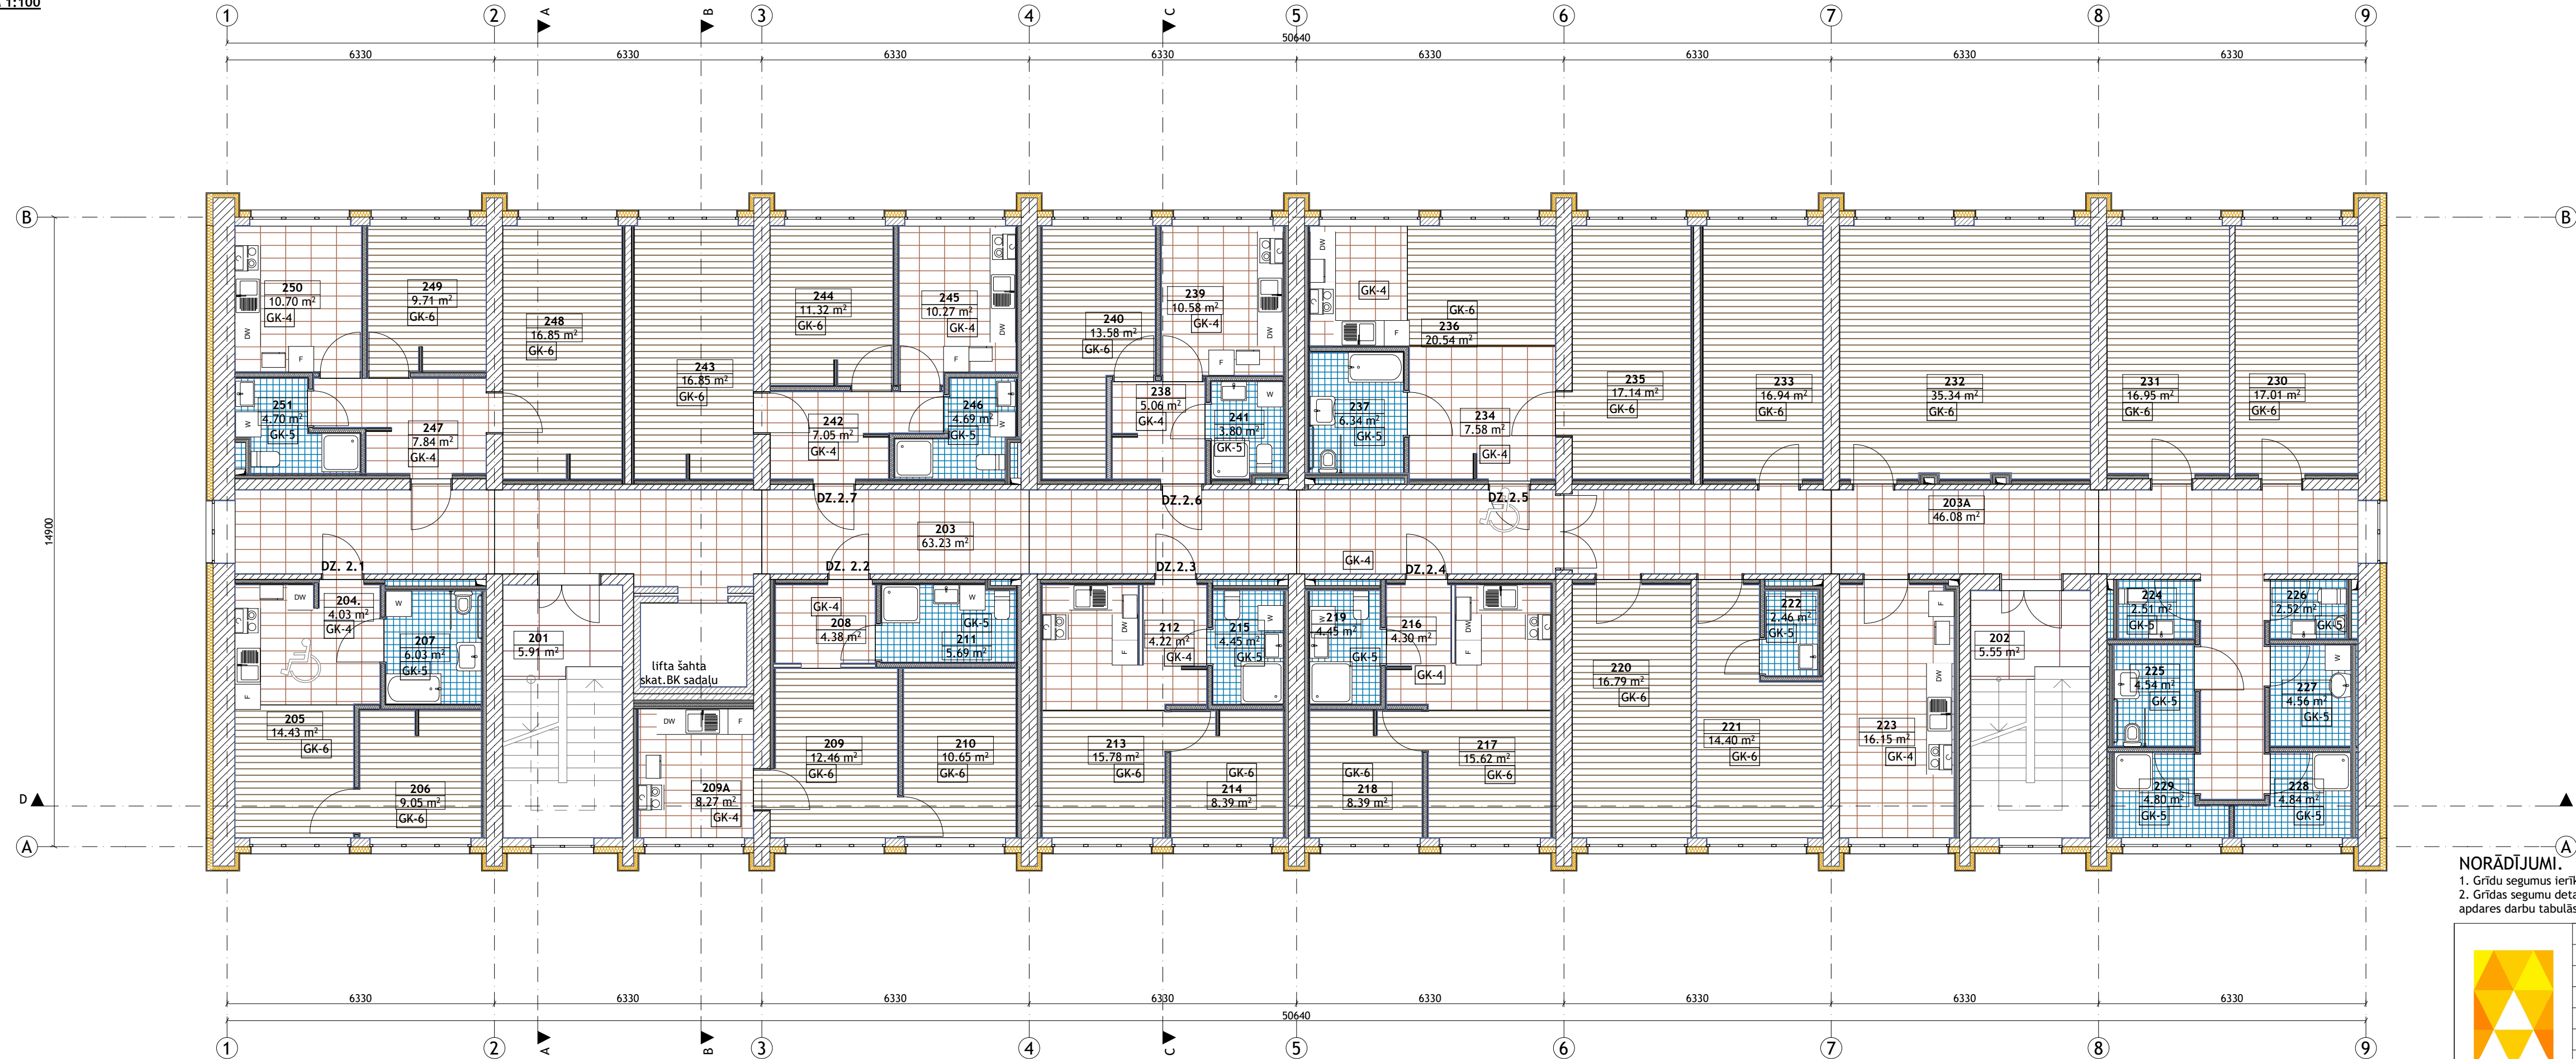 1:100
1 2 A B 3 4 C 5 6 7 8 9
50640
6330 6330 6330 6330 6330 6330 6330 6330
B B
14900
250
10.70 m²
GK-4
DW
F
249
9.71 m²
GK-6
248
16.85 m²
GK-6
243
16.85 m²
GK-6
244
11.32 m²
GK-6
245
10.27 m²
GK-4
DW
F
240
13.58 m²
GK-6
239
10.58 m²
GK-4
DW
F
DW
GK-4
F
GK-6
236
20.54 m²
235
17.14 m²
GK-6
233
16.94 m²
GK-6
232
35.34 m²
GK-6
231
16.95 m²
GK-6
230
17.01 m²
GK-6
251
4.70 m²
GK-5
W
247
7.84 m²
GK-4
242
7.05 m²
GK-4
246
4.69 m²
GK-5
W
238
5.06 m²
GK-4
241
3.80 m²
GK-5
W
237
6.34 m²
GK-5
234
7.58 m²
GK-4
DZ.2.7
DZ.2.6
DZ.2.5
203
63.23 m²
GK-4
203A
46.08 m²
DZ. 2.1
DZ. 2.2
DZ.2.3
DZ.2.4
DW
204.
4.03 m²
GK-4
F
W
207
6.03 m²
GK-5
201
5.91 m²
lifta šahta
skat.BK sadaļu
GK-4
208
4.38 m²
W
GK-5
211
5.69 m²
DW
F
212
4.22 m²
GK-4
215
4.45 m²
GK-5
W
219
4.45 m²
GK-5
W
216
4.30 m²
GK-4
DW
F
222
2.46 m²
GK-5
F
DW
202
5.55 m²
224
2.51 m²
GK-5
226
2.52 m²
GK-5
225
4.54 m²
GK-5
W
227
4.56 m²
GK-5
205
14.43 m²
GK-6
206
9.05 m²
GK-6
DW
F
209A
8.27 m²
GK-4
209
12.46 m²
GK-6
210
10.65 m²
GK-6
213
15.78 m²
GK-6
GK-6
214
8.39 m²
GK-6
218
8.39 m²
217
15.62 m²
GK-6
220
16.79 m²
GK-6
221
14.40 m²
GK-6
223
16.15 m²
GK-4
229
4.80 m²
GK-5
228
4.84 m²
GK-5
D
A A
NORĀDĪJUMI.
1. Grīdu segumus
2. Grīdas segumu
apdares darbu tabulās
6330 6330 6330 6330 6330 6330 6330 6330
50640
1 2 A B 3 4 C 5 6 7 8 9